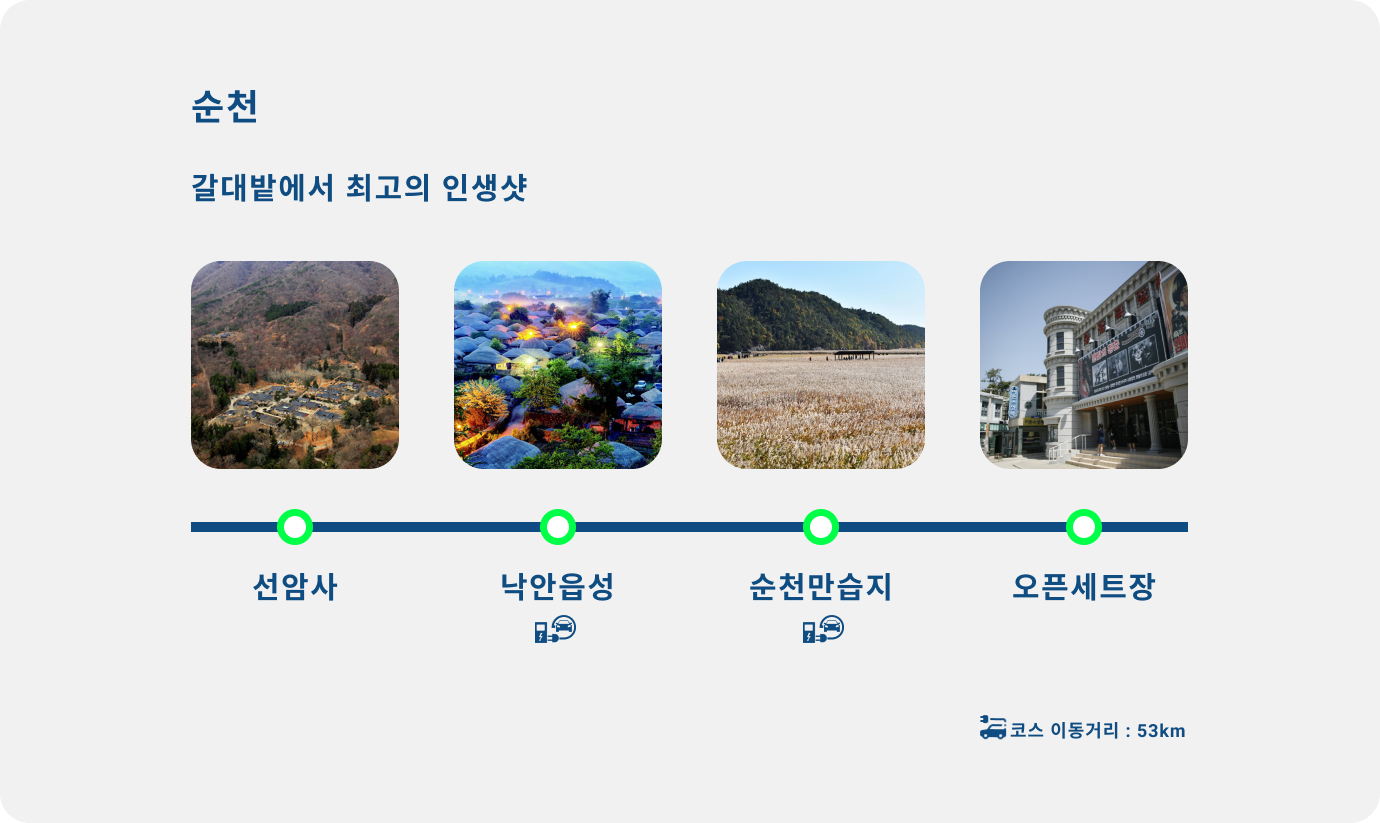 순천
갈대밭에서 최고의 인생샷
선암사
낙안읍성
순천만습지
오픈세트장
코스 이동거리 : 53km